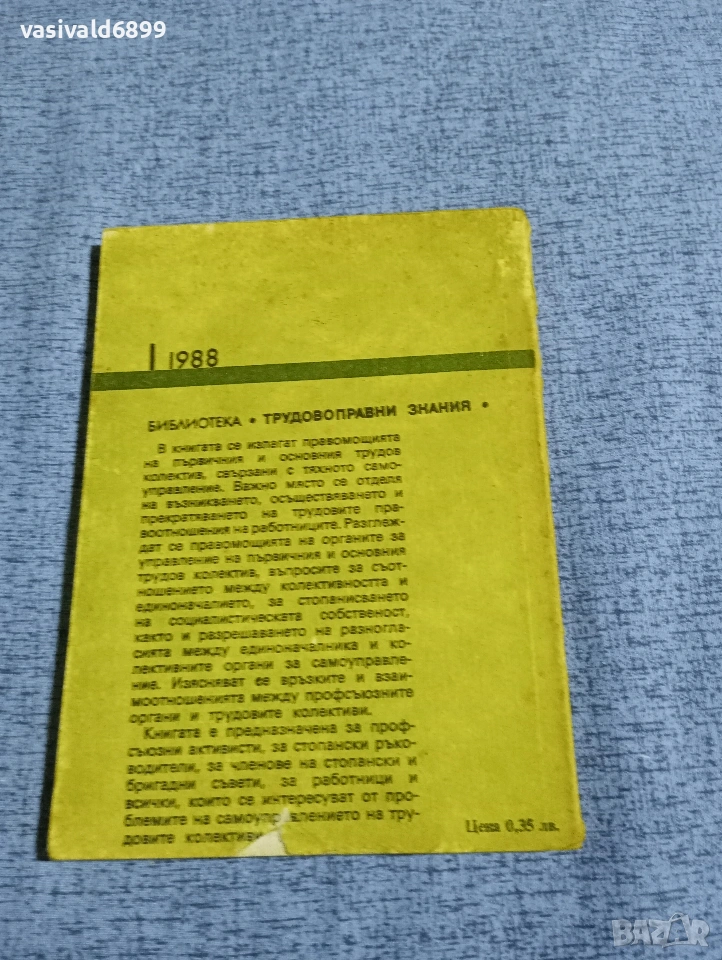 vasivald6899
1 1988
БИБЛИОТЕКА • ТРУДОВОПРАВНИ ЗНАНИЯ •
В книгата се излагат правомощията
на първичния и основния трудов
колектив, свързани с тяхното само-
управление. Важно място се отделя
на възникването, осъществяването и
прекратяването на трудовите пра-
воотношения на работниците. Разглеж-
дат се правомощията на органите за
управление на първичния и основния
трудов колектив, въпросите за съот-
ношението между колективността и
единоначалието, за стопанисването
на социалистическата собственост,
както и разрешаването на разногла-
сията между единоначалника и ко-
лективните органи за самоуправле-
ние. Изясняват се връзките и взаи-
моотношенията между профсъюзните
органи и трудовите колективи.
Книгата е предназначена за проф-
съюзни активисти, за стопански ръко-
водители, за членове на стопански и
бригадни съвети, за работници и
всички, които се интересуват от про-
блемите на самоуправлението на тру-
довите колективи
Цена 0,35 лв.
BAZAR